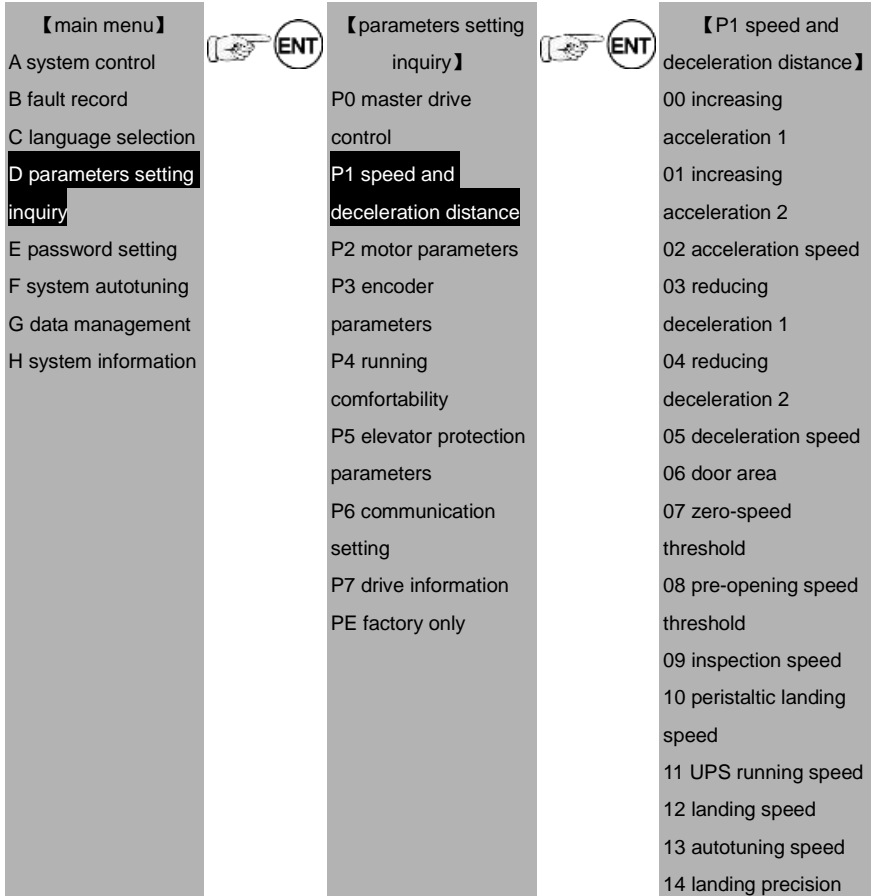 【main menu】
A system control
B fault record
C language selection
D parameters setting
inquiry
E password setting
F system autotuning
G data management
H system information
ENT
【parameters setting
inquiry】
P0 master drive
control
P1 speed and
deceleration distance
P2 motor parameters
P3 encoder
parameters
P4 running
comfortability
P5 elevator protection
parameters
P6 communication
setting
P7 drive information
PE factory only
ENT
【P1 speed and
deceleration distance】
00 increasing
acceleration 1
01 increasing
acceleration 2
02 acceleration speed
03 reducing
deceleration 1
04 reducing
deceleration 2
05 deceleration speed
06 door area
07 zero-speed
threshold
08 pre-opening speed
threshold
09 inspection speed
10 peristaltic landing
speed
11 UPS running speed
12 landing speed
13 autotuning speed
14 landing precision